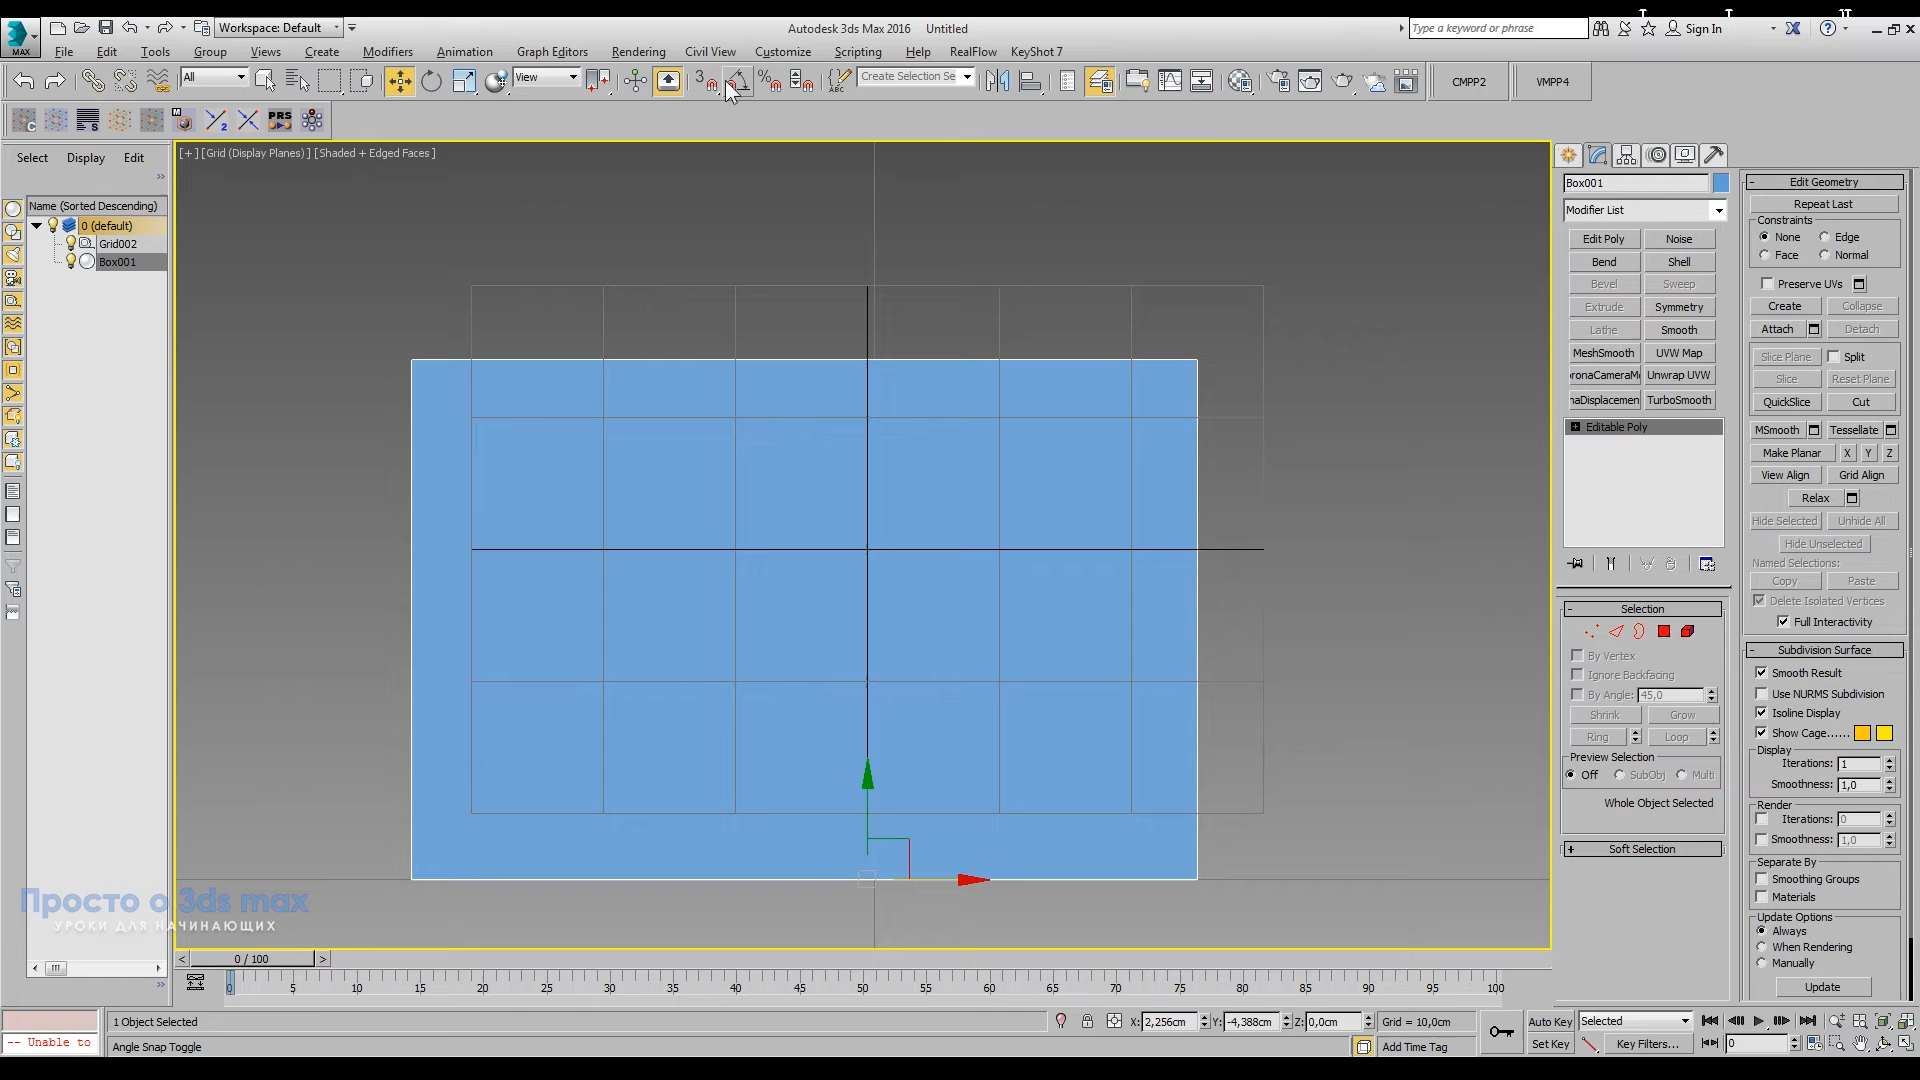 Workspace: Default
Autodesk 3ds Max 2016 Untitled
Type a keyword or phrase
Sign In
MAX
File Edit Tools Group Views Create Modifiers Animation Graph Editors Rendering Civil View Customize Scripting Help RealFlow KeyShot 7
All
View
3
%
ABC
Create Selection Se
CMPP2
VMPP4
C
S
M
2
PRS
Select Display Edit
[+] [Grid (Display Planes)] [Shaded + Edged Faces]
Name (Sorted Descending)
0 (default)
Grid002
Box001
Box001
Modifier List
Edit Poly Noise
Bend Shell
Bevel Sweep
Extrude Symmetry
Lathe Smooth
MeshSmooth UVW Map
ronaCameraMo Unwrap UVW
naDisplacemen TurboSmooth
Editable Poly
Selection
By Vertex
Ignore Backfacing
By Angle: 45,0
Shrink Grow
Ring Loop
Preview Selection
Off SubObj Multi
Whole Object Selected
Soft Selection
Edit Geometry
Repeat Last
Constraints
None Edge
Face Normal
Preserve UVs
Create Collapse
Attach Detach
Slice Plane Split
Slice Reset Plane
QuickSlice Cut
MSmooth Tessellate
Make Planar X Y Z
View Align Grid Align
Relax
Hide Selected Unhide All
Hide Unselected
Named Selections:
Copy Paste
Delete Isolated Vertices
Full Interactivity
Subdivision Surface
Smooth Result
Use NURMS Subdivision
Isoline Display
Show Cage......
Display
Iterations: 1
Smoothness: 1,0
Render
Iterations: 0
Smoothness: 1,0
Separate By
Smoothing Groups
Materials
Update Options
Always
When Rendering
Manually
Update
Просто о 3ds max
УРОКИ ДЛЯ НАЧИНАЮЩИХ
0 / 100
0 5 10 15 20 25 30 35 40 45 50 55 60 65 70 75 80 85 90 95 100
1 Object Selected
X: 2,256cm Y: -4,388cm Z: 0,0cm Grid = 10,0cm
Auto Key Selected
-- Unable to
Angle Snap Toggle
Add Time Tag
Set Key Key Filters... 0